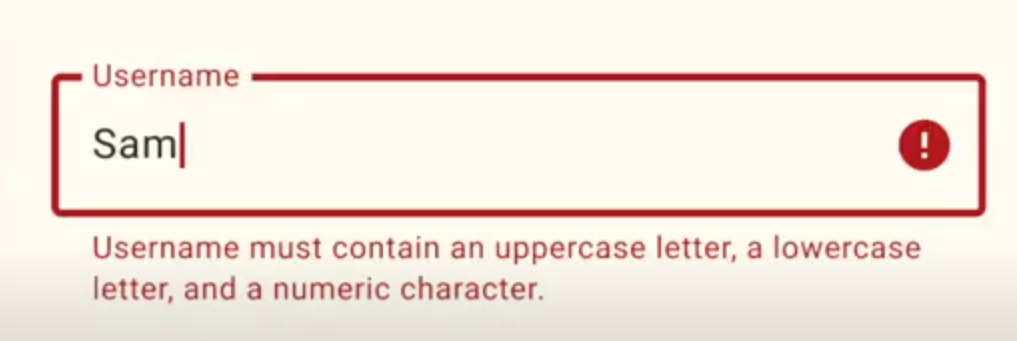 Username
Sam
Username must contain an uppercase letter, a lowercase
letter, and a numeric character.